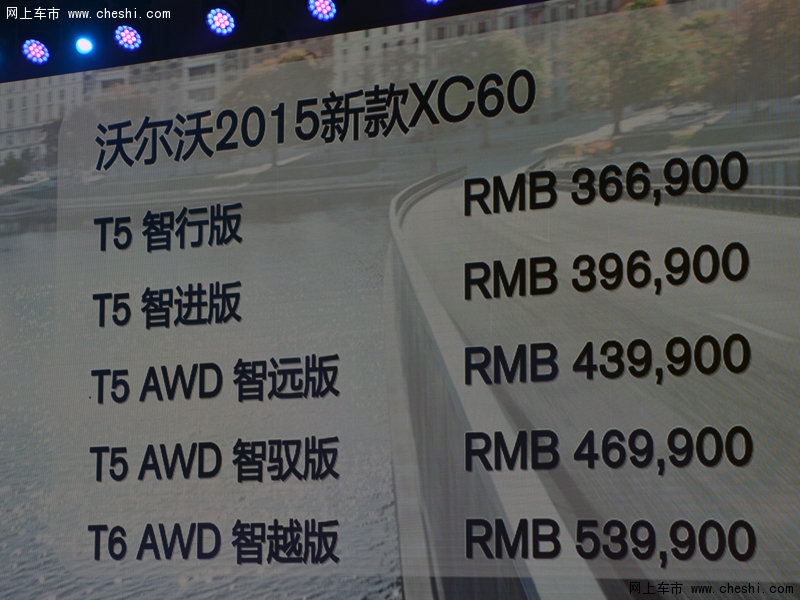 网上车市 www.cheshi.com
沃尔沃2015新款XC60
T5 智行版 RMB 366,900
T5 智进版 RMB 396,900
T5 AWD 智远版 RMB 439,900
T5 AWD 智驭版 RMB 469,900
T6 AWD 智越版 RMB 539,900
网上车市 www.cheshi.com